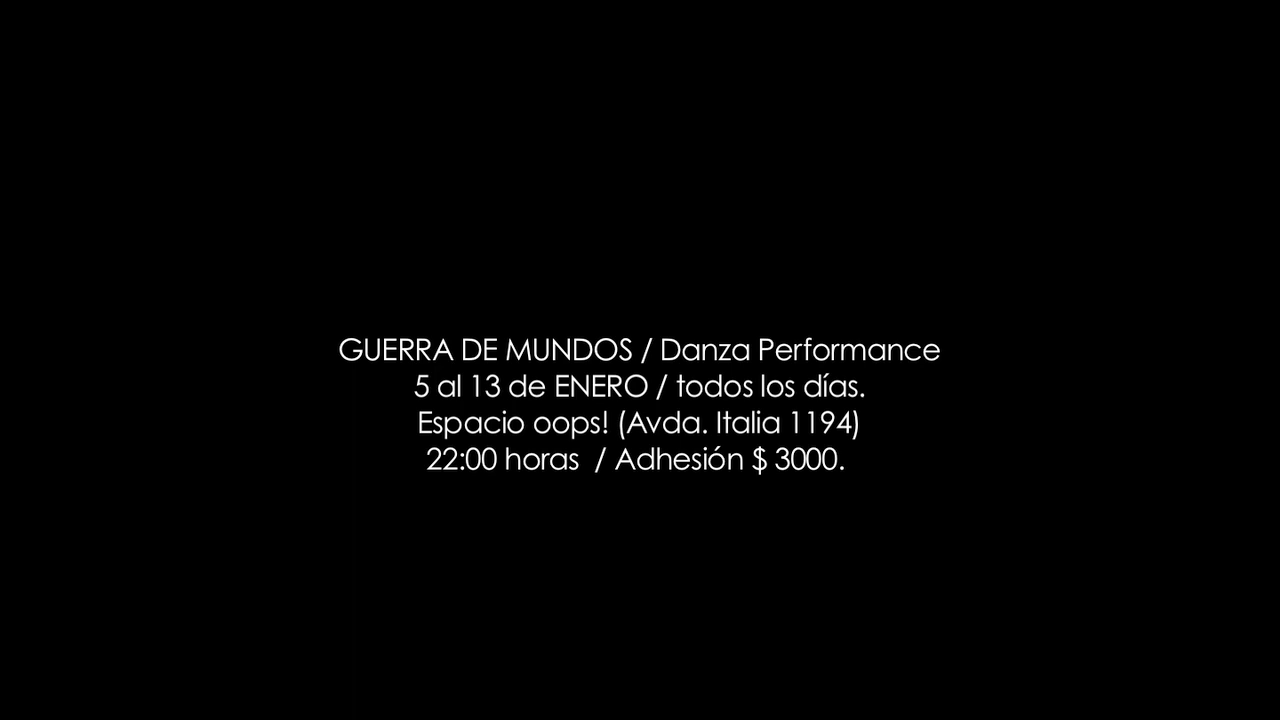 GUERRA DE MUNDOS / Danza Performance
5 al 13 de ENERO / todos los días.
Espacio oops! (Avda. Italia 1194)
22:00 horas / Adhesión $ 3000.